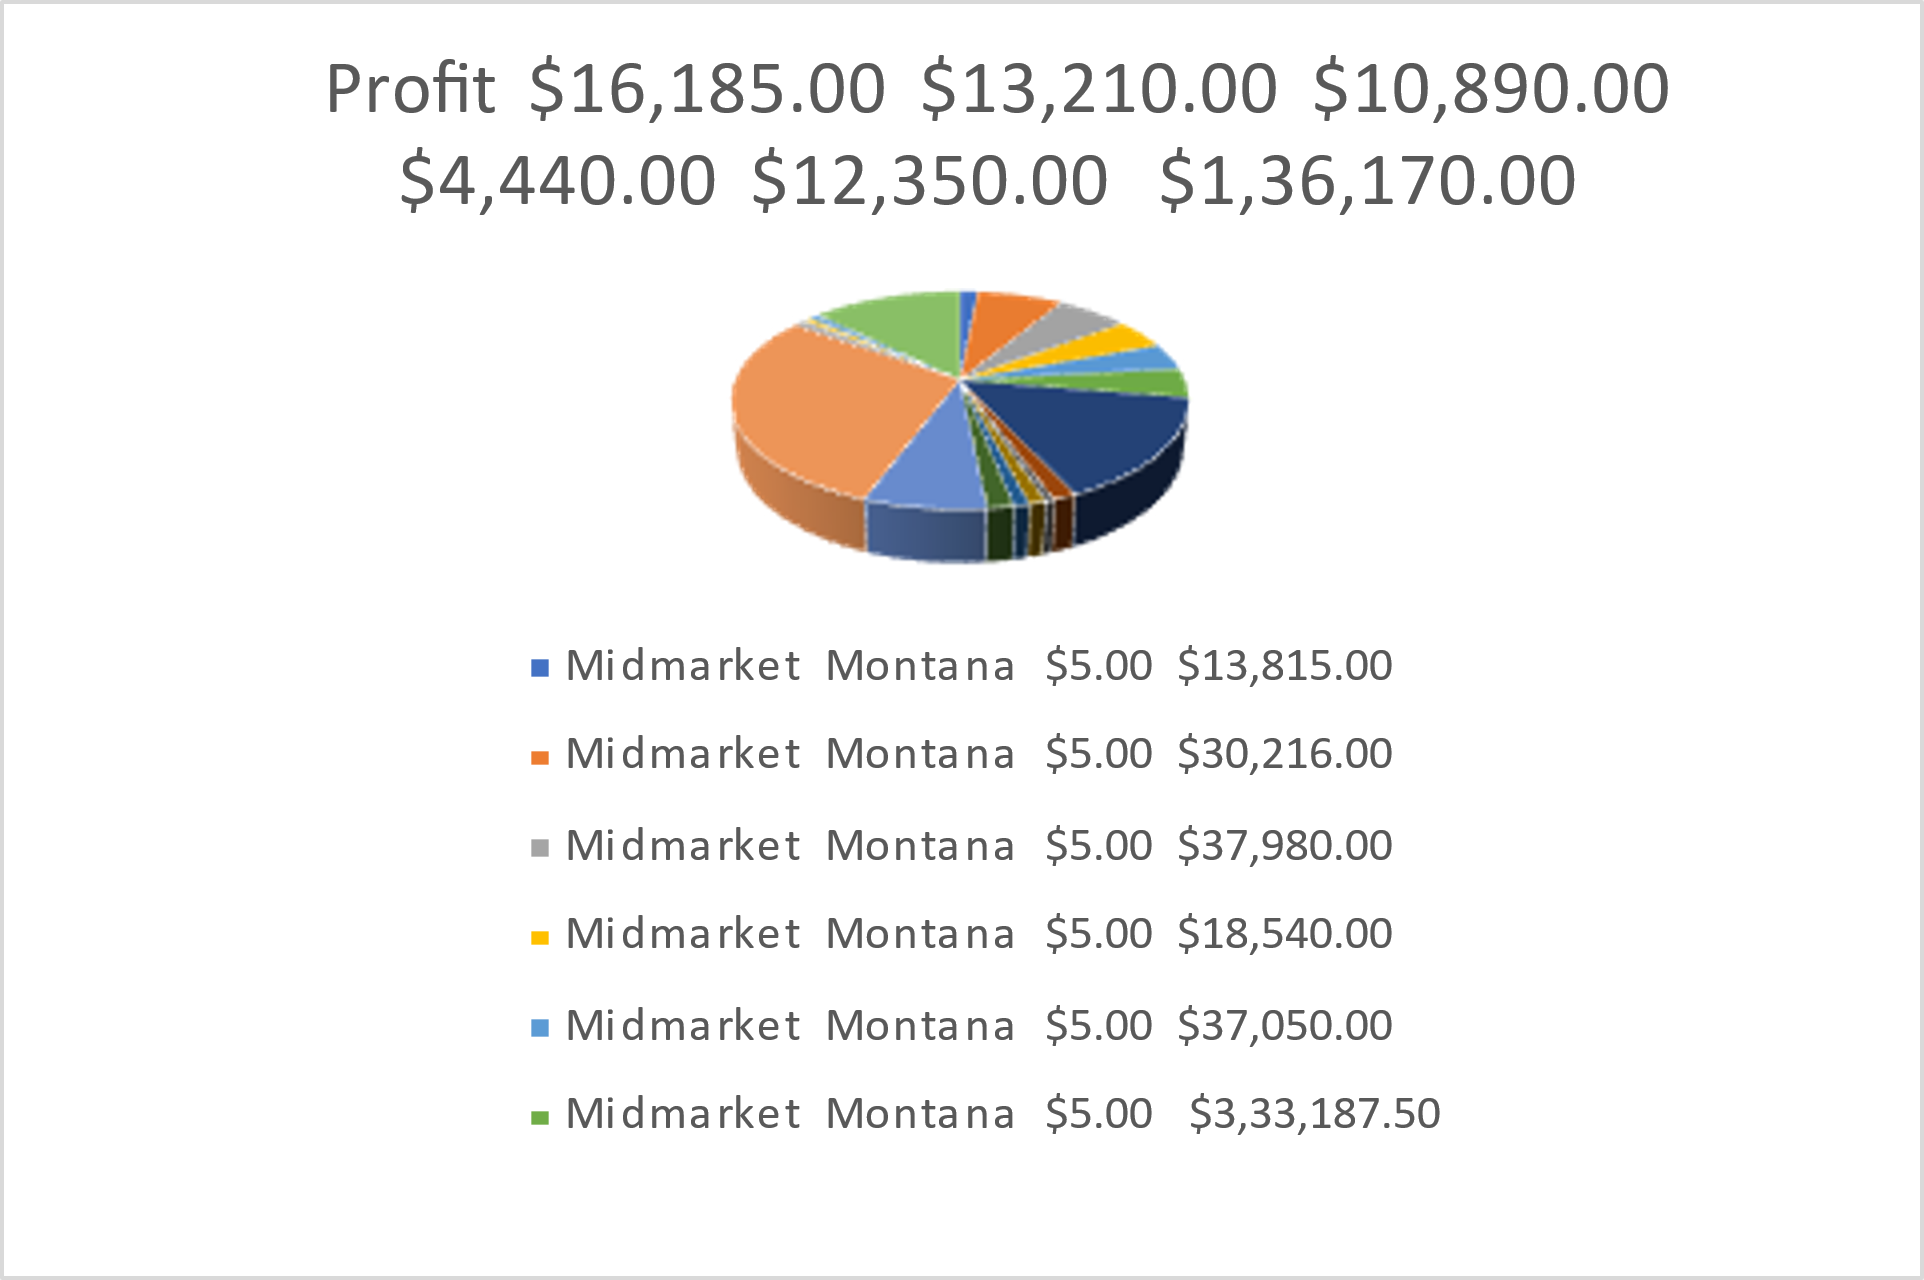 Profit $16,185.00 $13,210.00 $10,890.00
$4,440.00 $12,350.00 $1,36,170.00
Midmarket Montana $5.00 $13,815.00
Midmarket Montana $5.00 $30,216.00
Midmarket Montana $5.00 $37,980.00
Midmarket Montana $5.00 $18,540.00
Midmarket Montana $5.00 $37,050.00
Midmarket Montana $5.00 $3,33,187.50